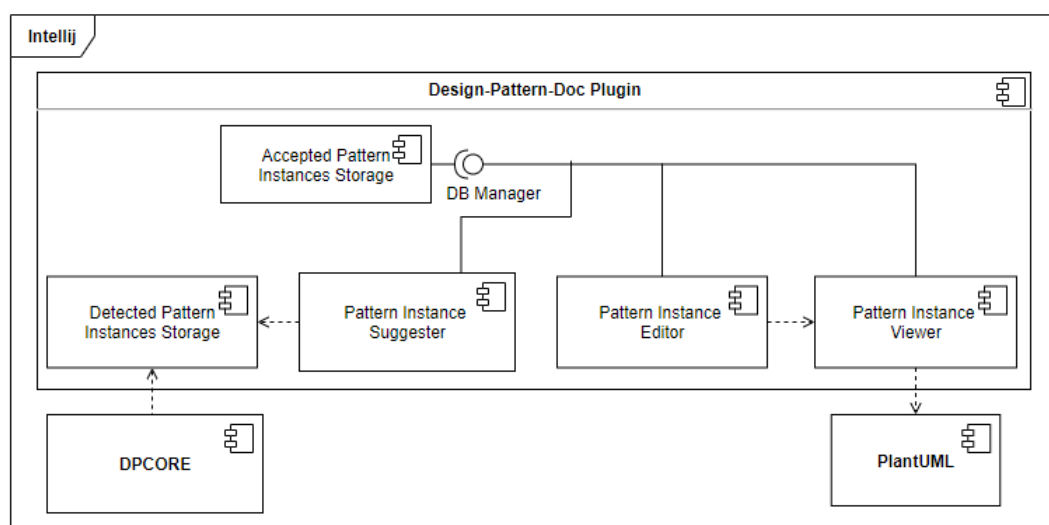 Intellij
Design-Pattern-Doc Plugin
Accepted Pattern
Instances Storage
DB Manager
Detected Pattern
Instances Storage
Pattern Instance
Suggester
Pattern Instance
Editor
Pattern Instance
Viewer
DPCORE
PlantUML